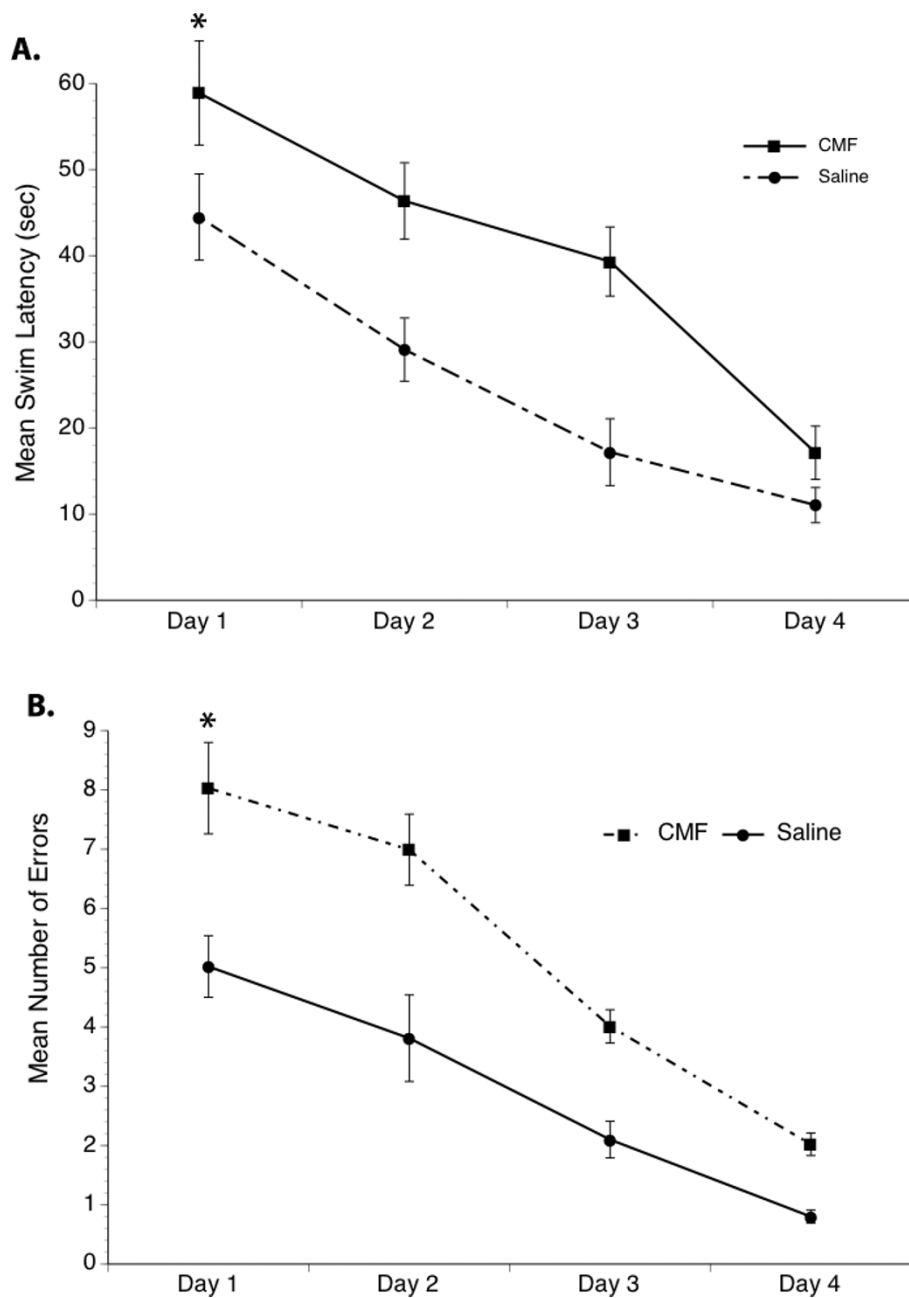 A.
*
Mean Swim Latency (sec)
60
50
40
30
20
10
0
CMF
Saline
Day 1 Day 2 Day 3 Day 4
B.
*
Mean Number of Errors
9
8
7
6
5
4
3
2
1
0
CMF Saline
Day 1 Day 2 Day 3 Day 4